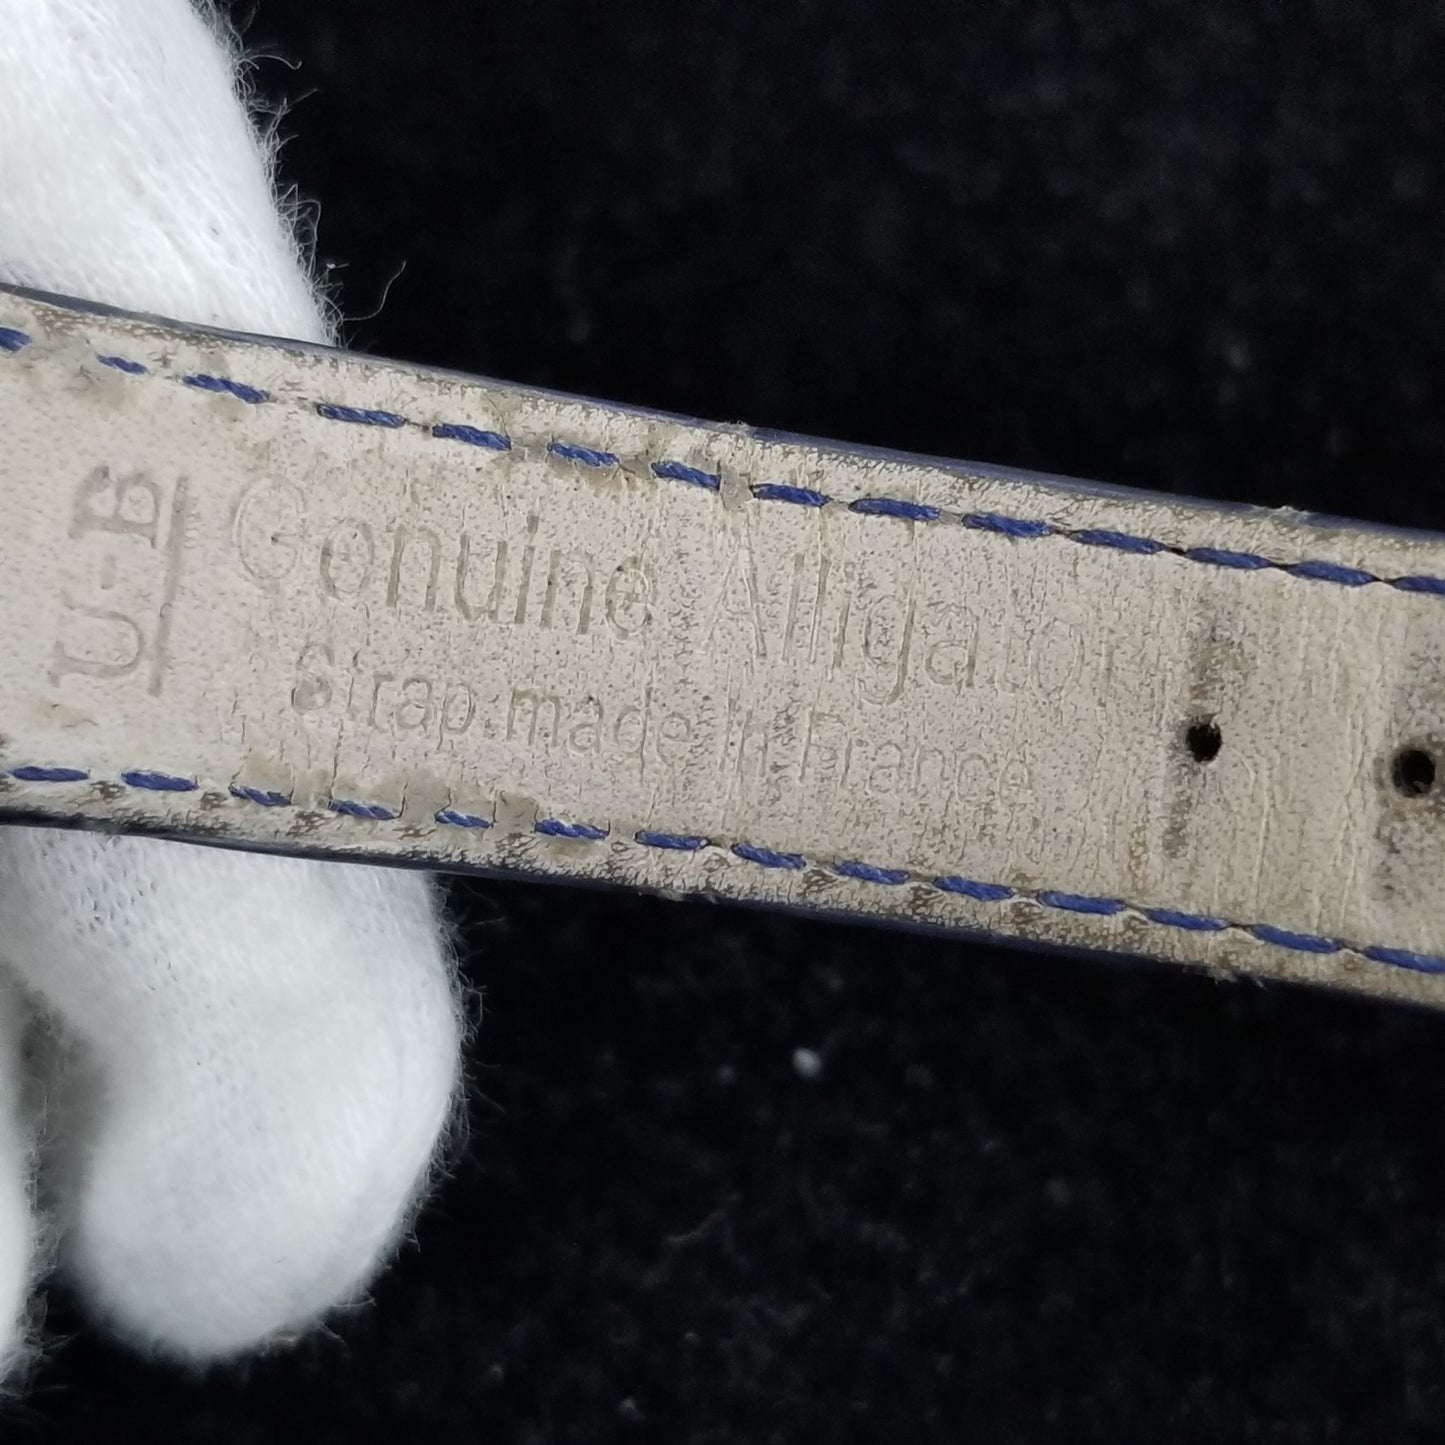 U-B
Genuine Alligator
Strap made in France